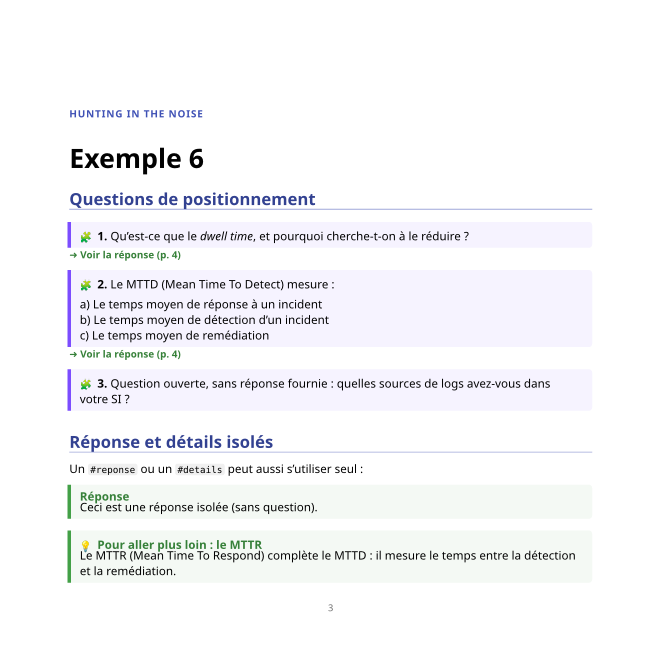 HUNTING IN THE NOISE
Exemple 6
Questions de positionnement
🧩 1. Qu’est-ce que le dwell time, et pourquoi cherche-t-on à le réduire ?
→ Voir la réponse (p. 4)
🧩 2. Le MTTD (Mean Time To Detect) mesure :
a) Le temps moyen de réponse à un incident
b) Le temps moyen de détection d’un incident
c) Le temps moyen de remédiation
→ Voir la réponse (p. 4)
🧩 3. Question ouverte, sans réponse fournie : quelles sources de logs avez-vous dans
votre SI ?
Réponse et détails isolés
Un #reponse ou un #details peut aussi s’utiliser seul :
Réponse
Ceci est une réponse isolée (sans question).
💡 Pour aller plus loin : le MTTR
Le MTTR (Mean Time To Respond) complète le MTTD : il mesure le temps entre la détection
et la remédiation.
3